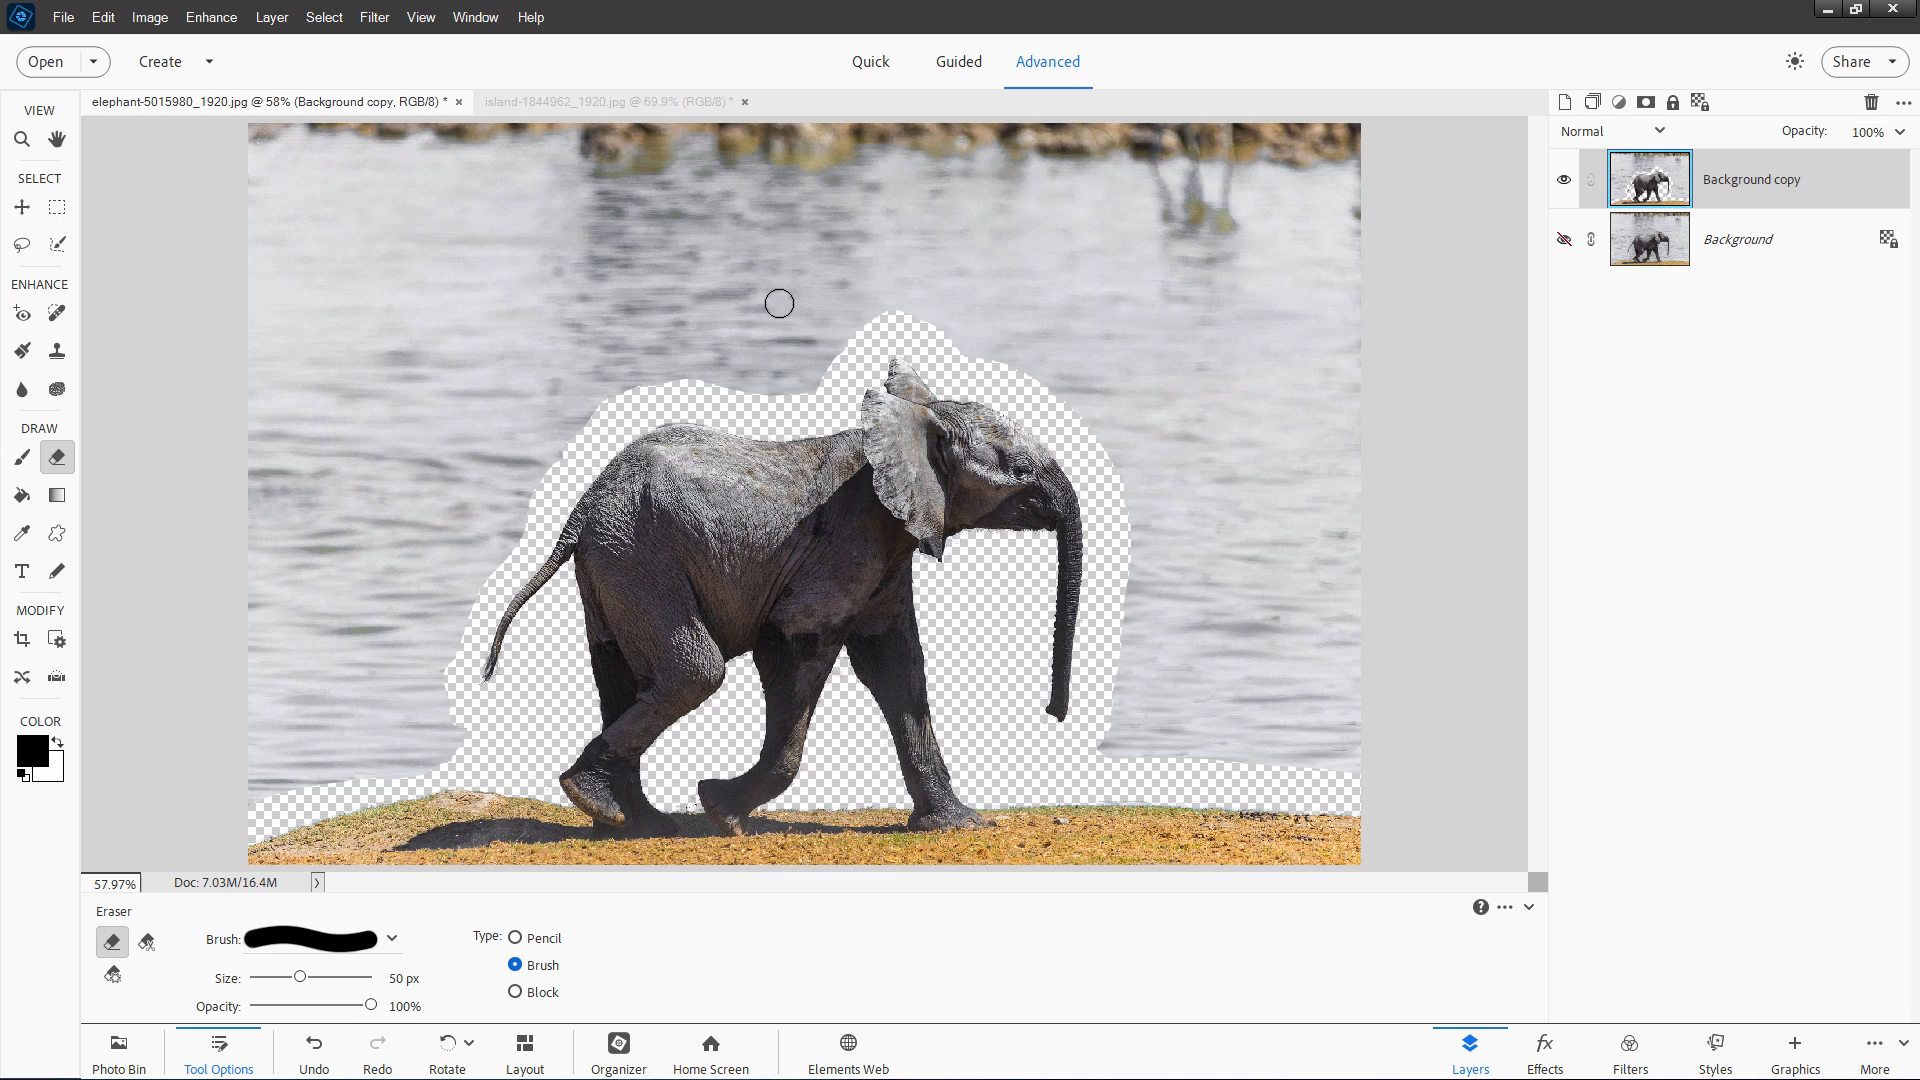 File Edit Image Enhance Layer Select Filter View Window Help
Open Create Quick Guided Advanced Share
elephant-5015980_1920.jpg @ 58% (Background copy, RGB/8) * × island-1844962_1920.jpg @ 69.9% (RGB/8) * ×
VIEW
SELECT
ENHANCE
DRAW
MODIFY
COLOR
Normal Opacity: 100%
Background copy
Background
57.97% Doc: 7.03M/16.4M
Eraser
Brush:
Size: 50 px
Opacity: 100%
Type: Pencil
Brush
Block
Photo Bin Tool Options Undo Redo Rotate Layout Organizer Home Screen Elements Web Layers Effects Filters Styles Graphics More